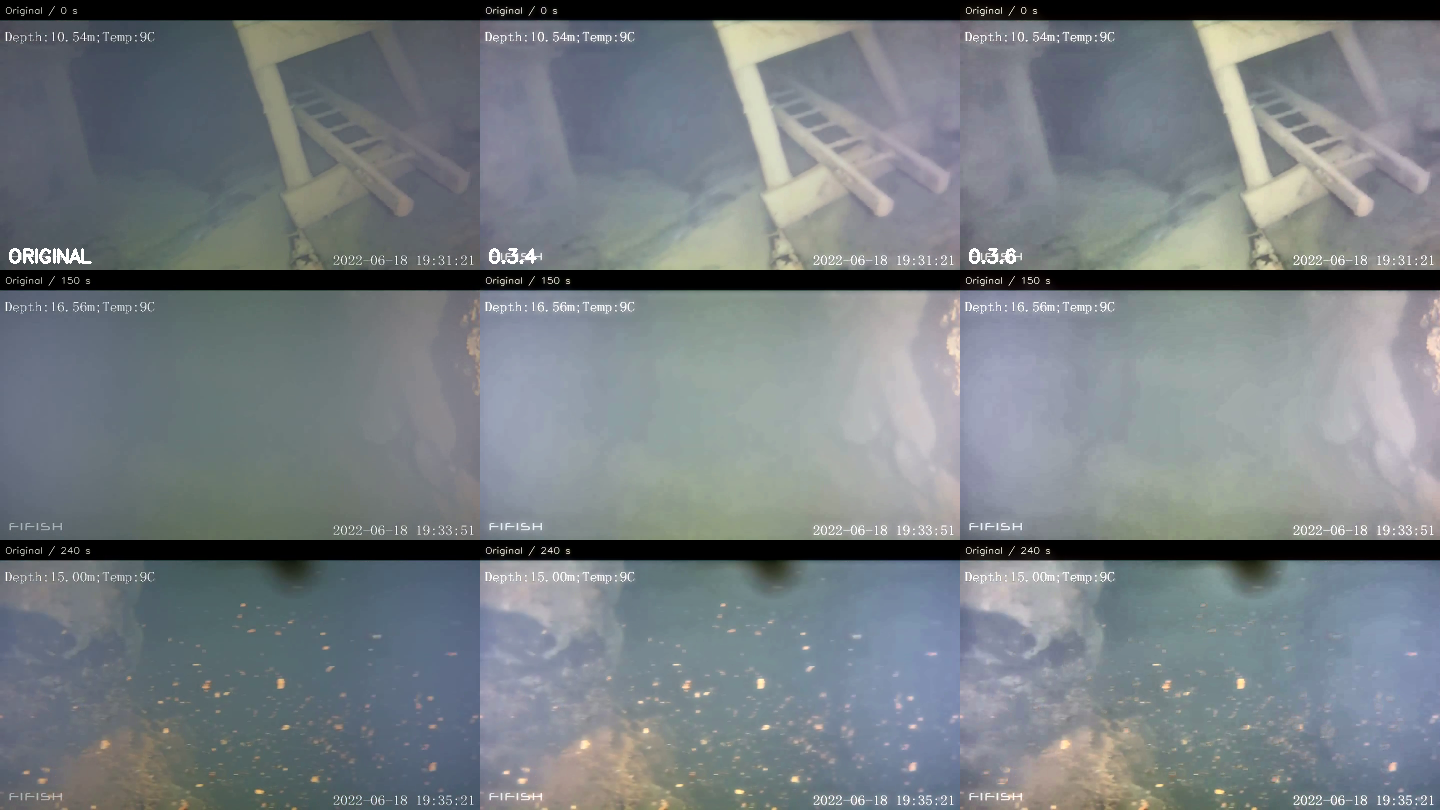 Original / 0 s
Original / 0 s
Original / 0 s
Depth:10.54m;Temp:9C
Depth:10.54m;Temp:9C
Depth:10.54m;Temp:9C
ORIGINAL
2022-06-18 19:31:21
0.3.4
2022-06-18 19:31:21
0.3.6
2022-06-18 19:31:21
Original / 150 s
Original / 150 s
Original / 150 s
Depth:16.56m;Temp:9C
Depth:16.56m;Temp:9C
Depth:16.56m;Temp:9C
FIFISH
2022-06-18 19:33:51
FIFISH
2022-06-18 19:33:51
FIFISH
2022-06-18 19:33:51
Original / 240 s
Original / 240 s
Original / 240 s
Depth:15.00m;Temp:9C
Depth:15.00m;Temp:9C
Depth:15.00m;Temp:9C
FIFISH
2022-06-18 19:35:21
FIFISH
2022-06-18 19:35:21
FIFISH
2022-06-18 19:35:21